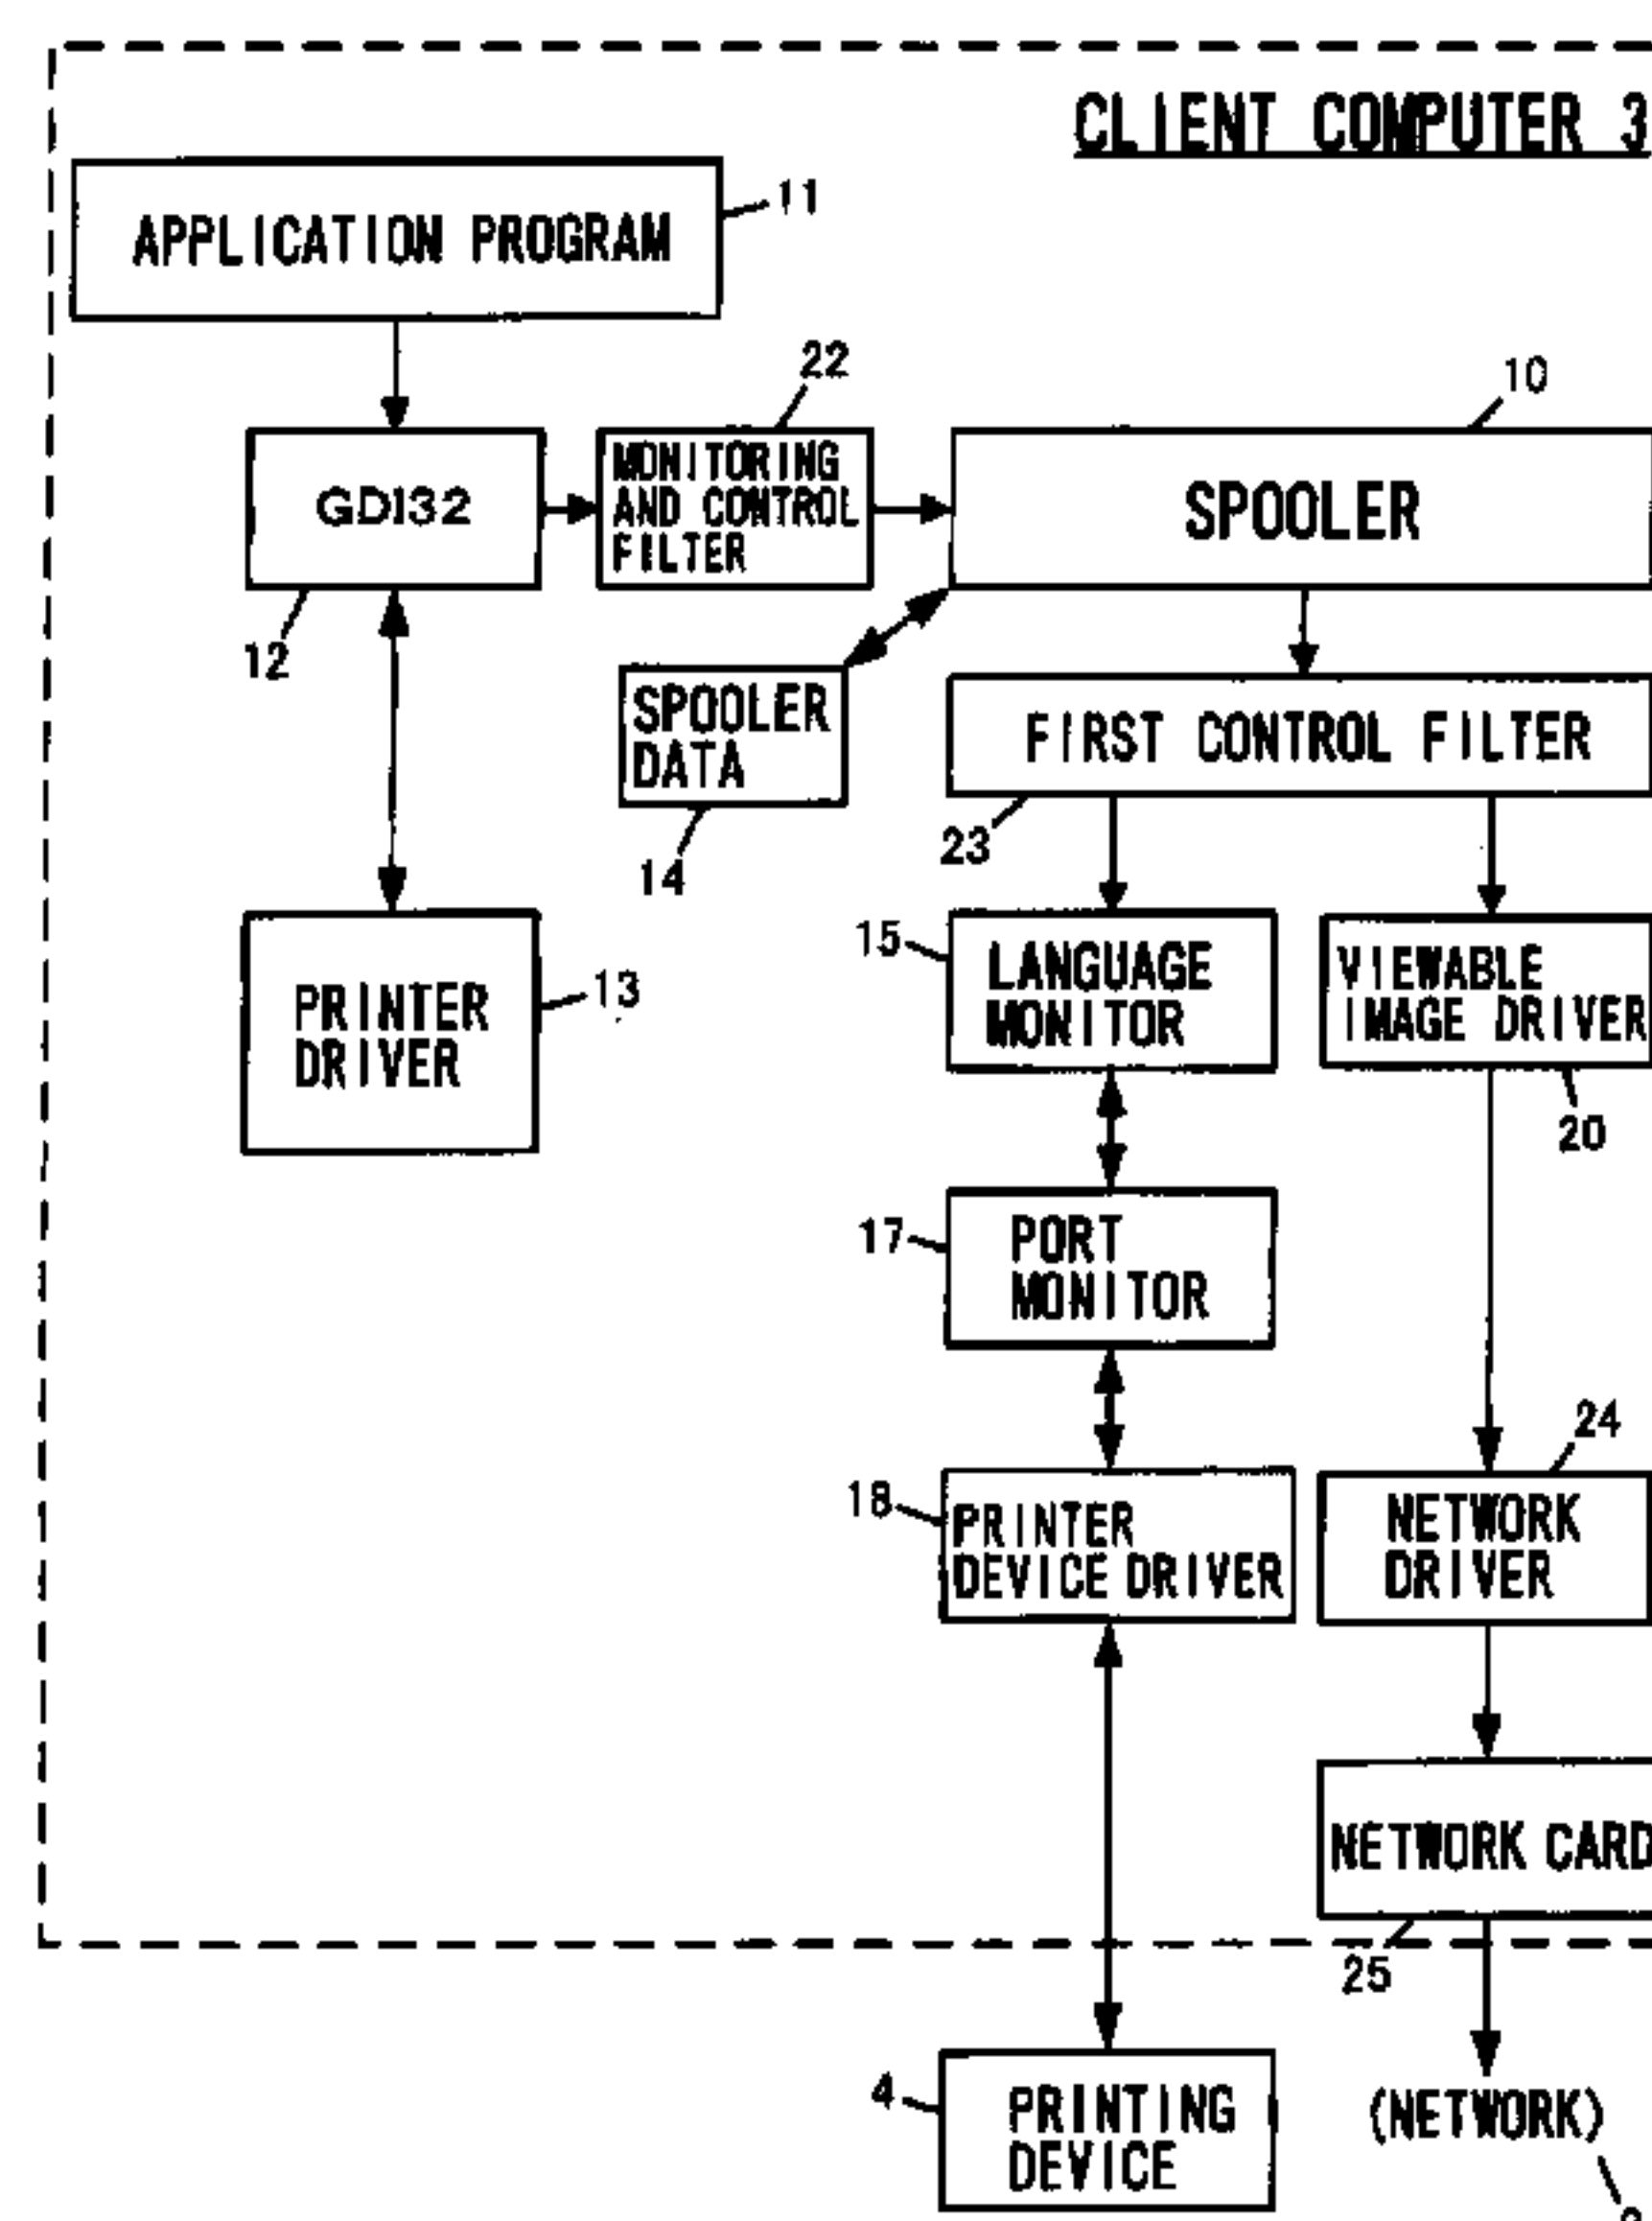 CLIENT COMPUTER 3
APPLICATION PROGRAM
11
22
10
GDI32
MONITORING
AND CONTROL
FILTER
SPOOLER
12
SPOOLER
DATA
FIRST CONTROL FILTER
14
23
15
LANGUAGE
MONITOR
VIEWABLE
IMAGE DRIVER
PRINTER
DRIVER
13
20
17
PORT
MONITOR
24
18
PRINTER
DEVICE DRIVER
NETWORK
DRIVER
NETWORK CARD
25
4
PRINTING
DEVICE
(NETWORK)